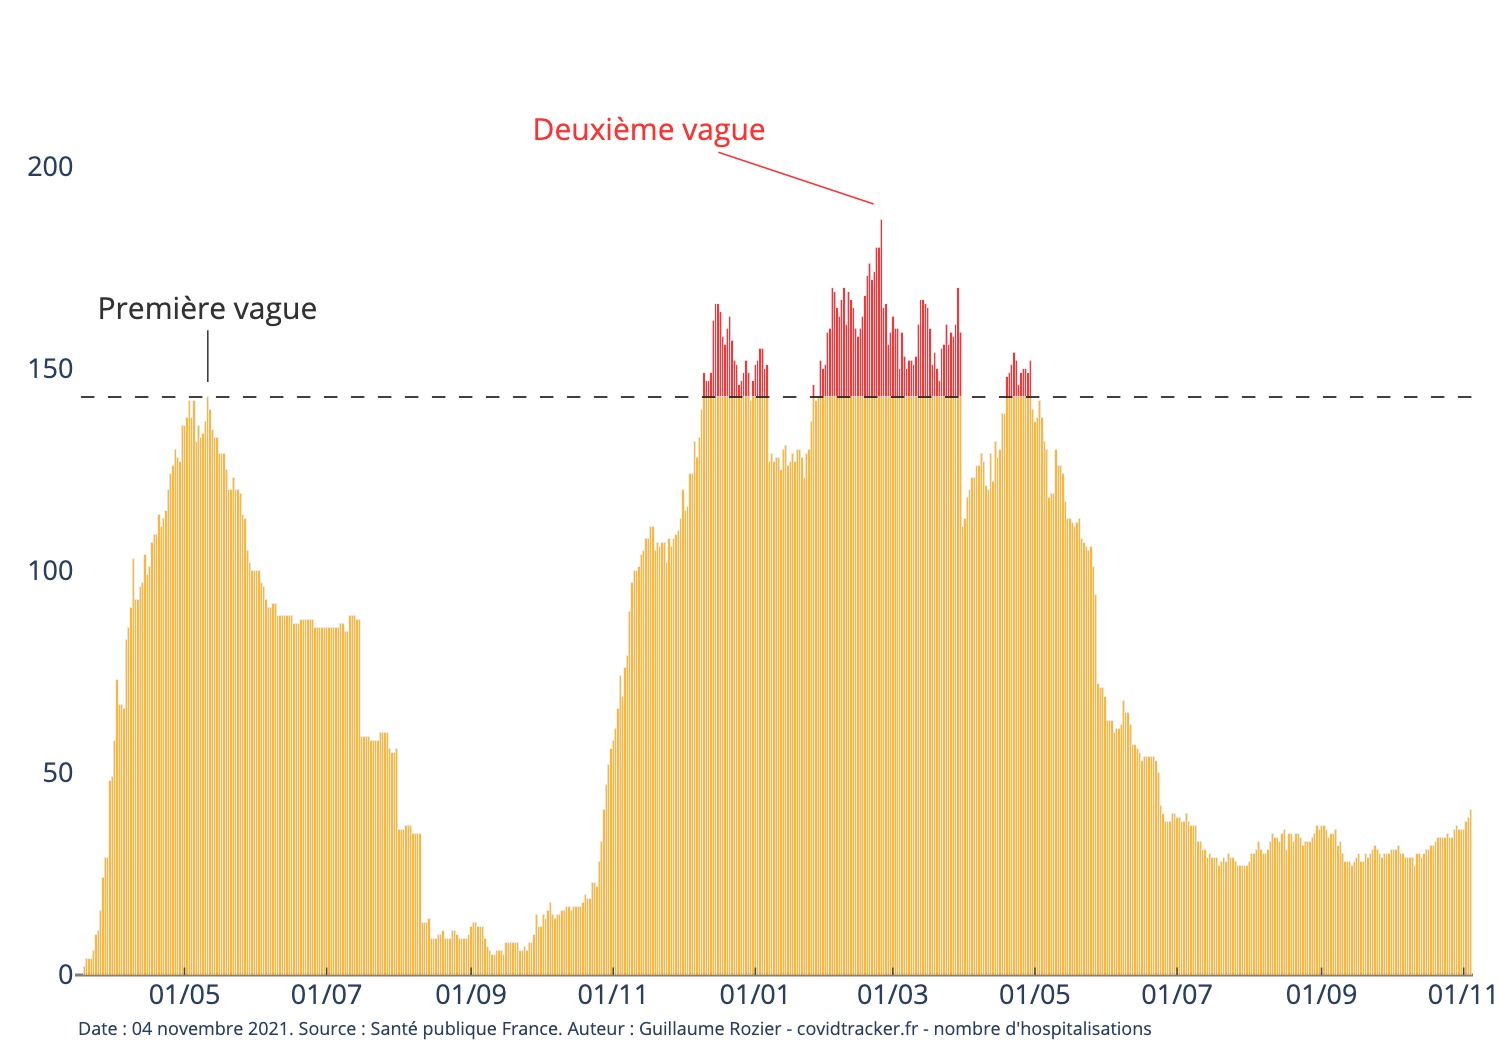 Deuxième vague
200
Première vague
150
100
50
0
01/05 01/07 01/09 01/11 01/01 01/03 01/05 01/07 01/09 01/11
Date : 04 novembre 2021. Source : Santé publique France. Auteur : Guillaume Rozier - covidtracker.fr - nombre d'hospitalisations